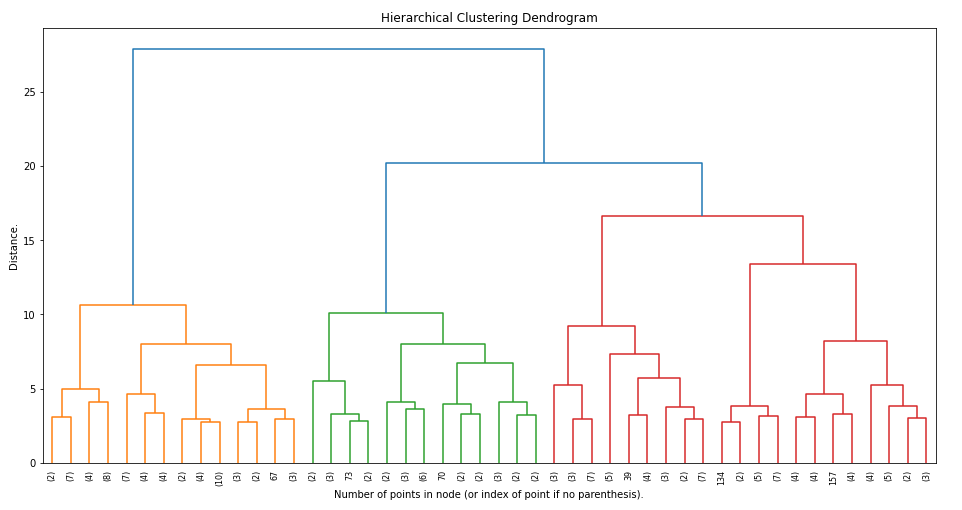 Hierarchical Clustering Dendrogram
25
20
15
10
5
0
Distance.
(2) (7) (4) (8) (7) (4) (4) (2) (4) (10) (3) (2) 67 (3) (2) (3) 73 (2) (2) (3) (6) 70 (2) (2) (3) (2) (2) (3) (3) (7) (5) 39 (4) (3) (2) (7) 134 (2) (5) (7) (4) (4) 157 (4) (4) (5) (2) (3)
Number of points in node (or index of point if no parenthesis).